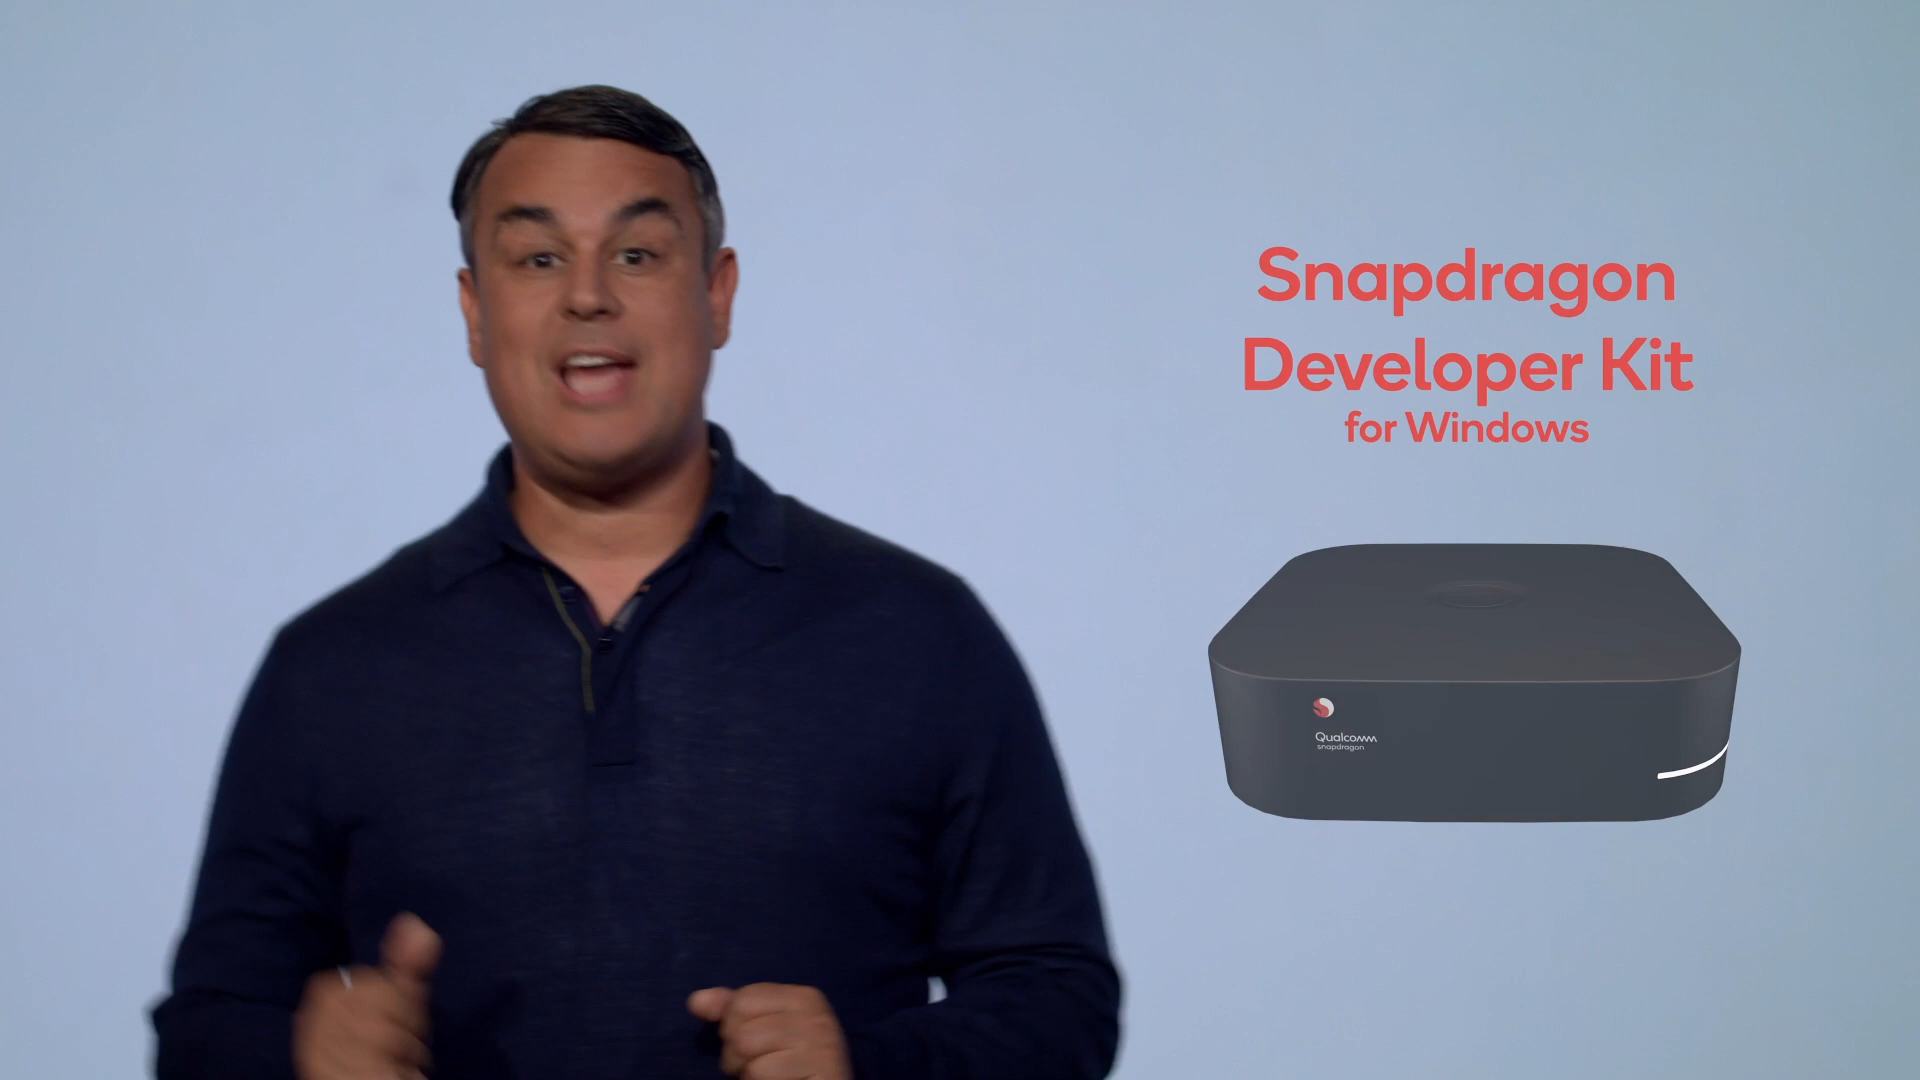 Snapdragon
Developer Kit
for Windows
Qualcomm
snapdragon